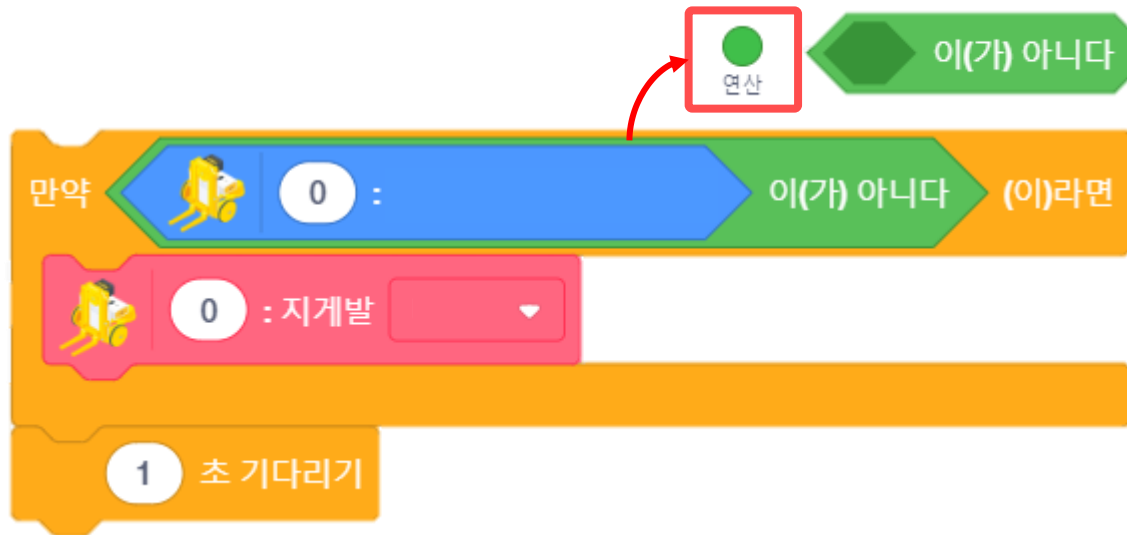 연산
이(가) 아니다
만약 0 : 이(가) 아니다 (이)라면
0 : 지게발
1 초 기다리기